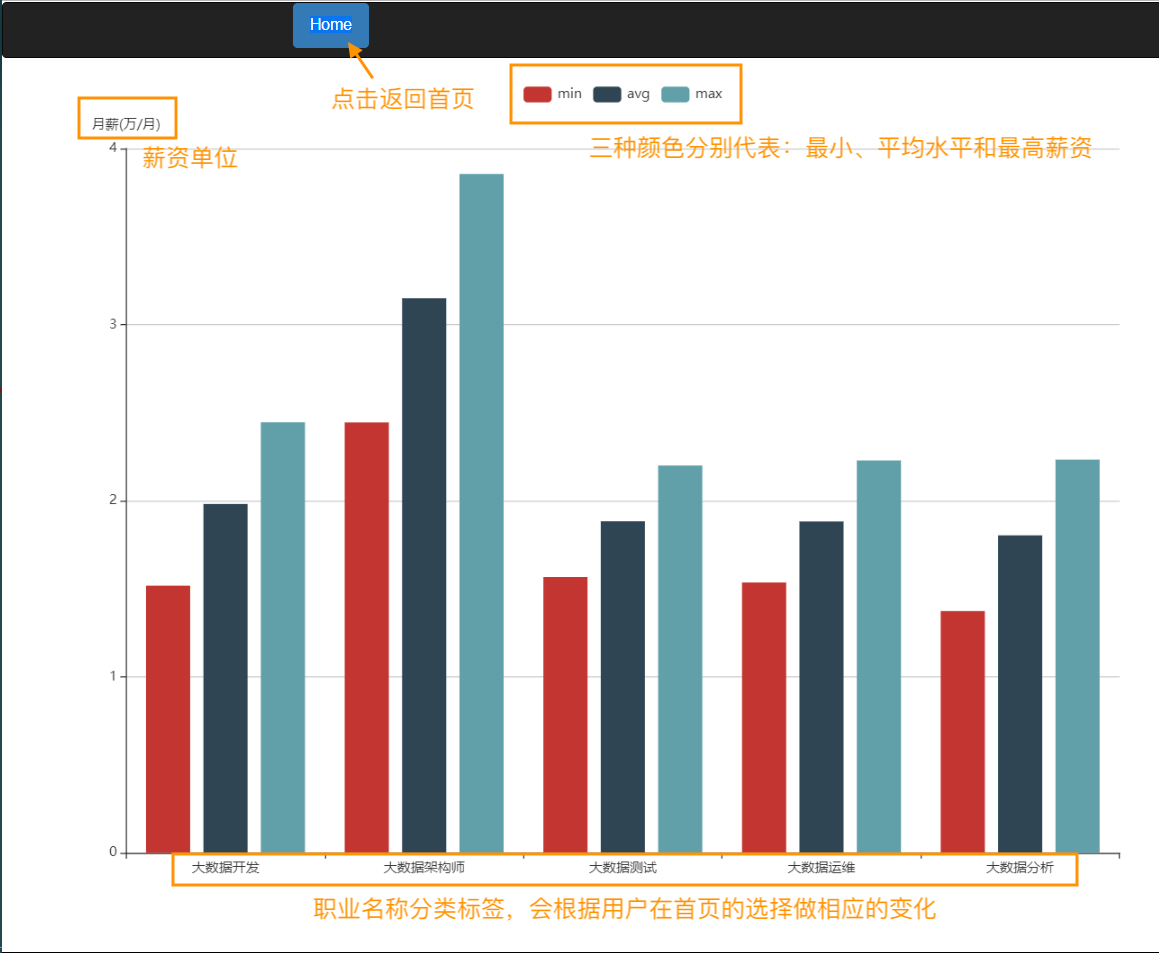 Home
点击返回首页
min avg max
月薪(万/月)
三种颜色分别代表：最小、平均水平和最高薪资
薪资单位
4
3
2
1
0
大数据开发 大数据架构师 大数据测试 大数据运维 大数据分析
职业名称分类标签，会根据用户在首页的选择做相应的变化